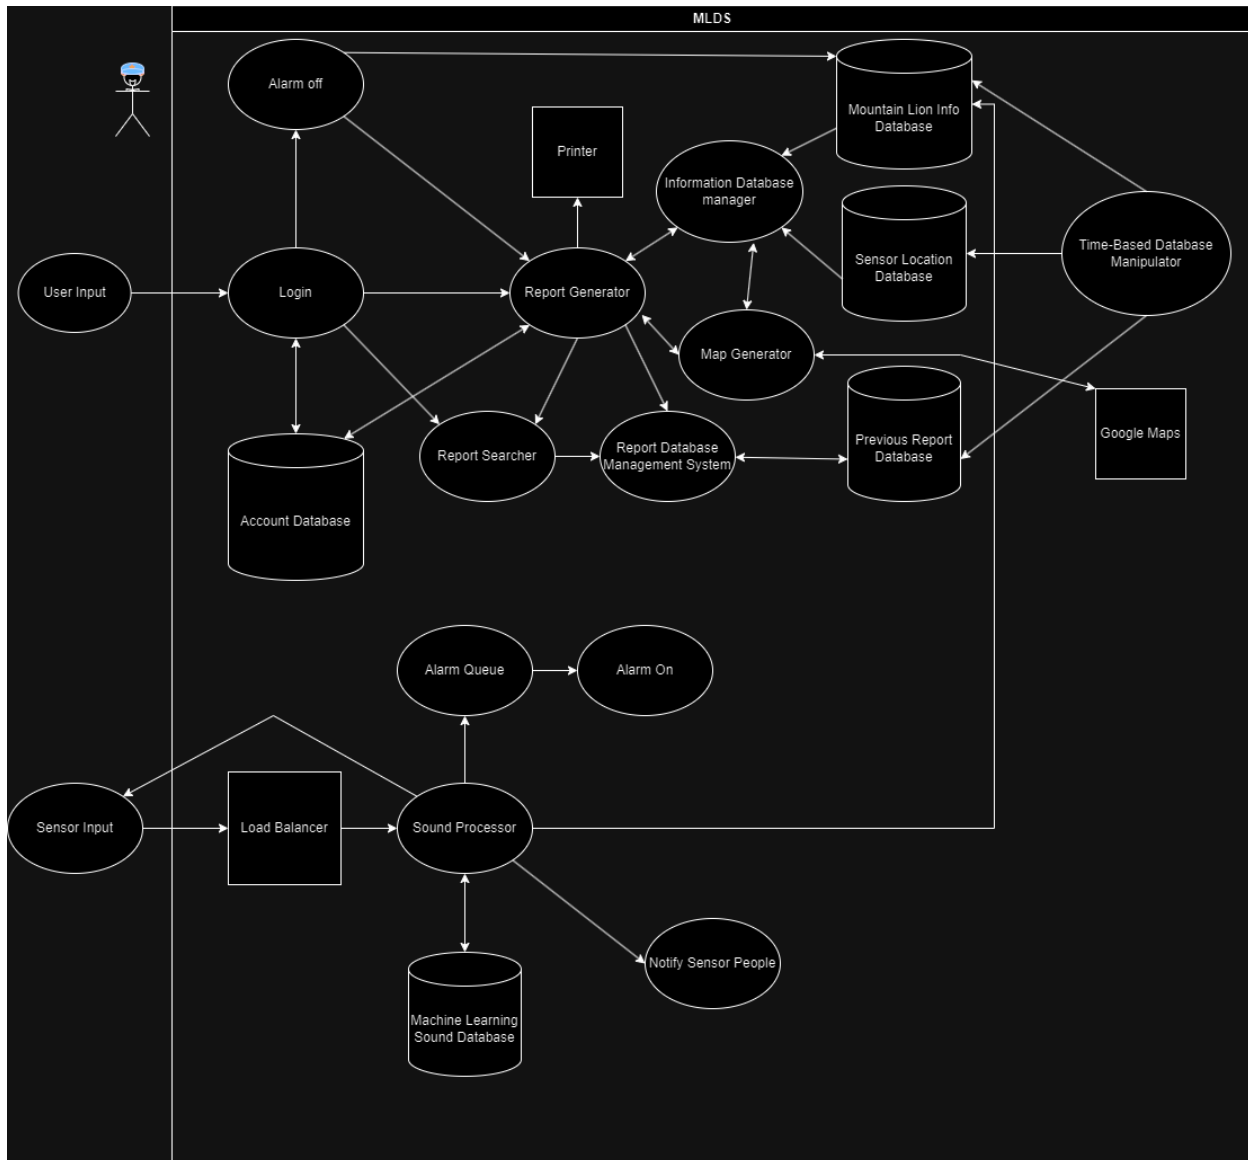 MLDS
Alarm off
Mountain Lion Info
Database
Printer
Information Database
manager
Sensor Location
Database
Time-Based Database
Manipulator
User Input
Login
Report Generator
Map Generator
Google Maps
Previous Report
Database
Report Searcher
Report Database
Management System
Account Database
Alarm Queue
Alarm On
Sensor Input
Load Balancer
Sound Processor
Notify Sensor People
Machine Learning
Sound Database